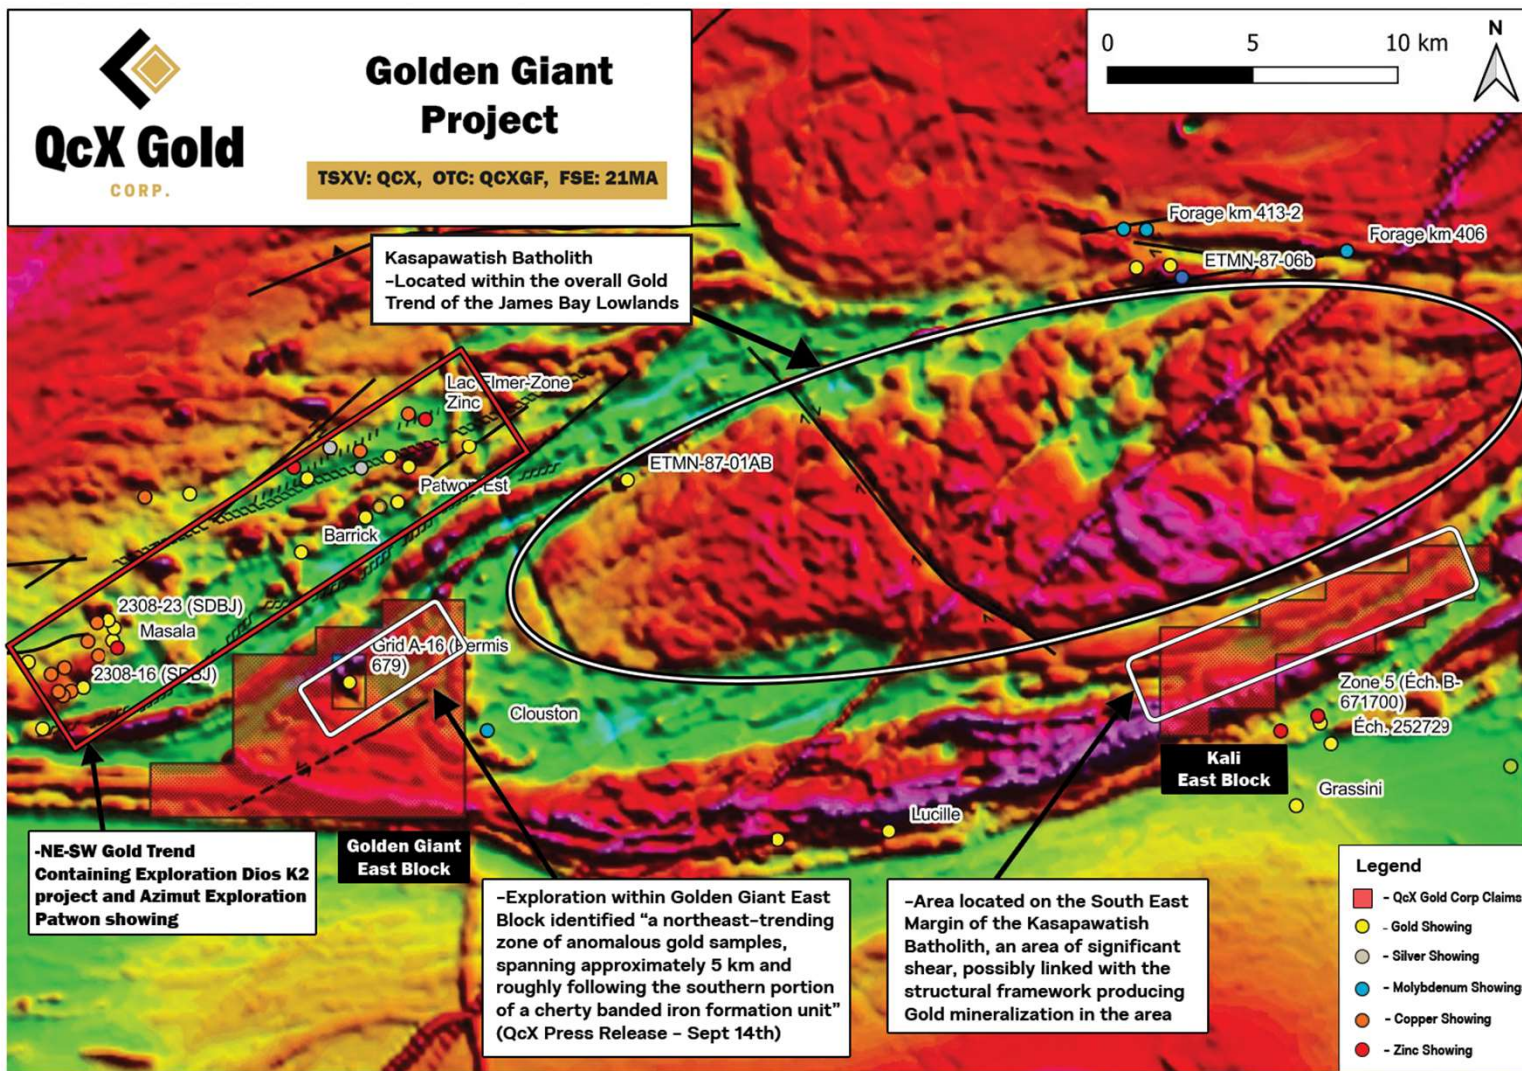 QcX Gold
CORP.
Golden Giant
Project
TSXV: QCX, OTC: QCXGF, FSE: 21MA
0 5 10 km
N
Forage km 413-2
Forage km 406
ETMN-87-06b
Kasapawatish Batholith
-Located within the overall Gold
Trend of the James Bay Lowlands
Lac Elmer-Zone
Zinc
ETMN-87-01AB
Patwon Est
Barrick
2308-23 (SDBJ)
Masala
2308-16 (SDBJ)
Grid A-16 (Bermis
679)
Clouston
Zone 5 (Éch. B-
671700)
Éch. 252729
Kali
East Block
Grassini
Lucille
-NE-SW Gold Trend
Containing Exploration Dios K2
project and Azimut Exploration
Patwon showing
Golden Giant
East Block
-Exploration within Golden Giant East
Block identified “a northeast-trending
zone of anomalous gold samples,
spanning approximately 5 km and
roughly following the southern portion
of a cherty banded iron formation unit”
(QcX Press Release - Sept 14th)
-Area located on the South East
Margin of the Kasapawatish
Batholith, an area of significant
shear, possibly linked with the
structural framework producing
Gold mineralization in the area
Legend
- QcX Gold Corp Claims
- Gold Showing
- Silver Showing
- Molybdenum Showing
- Copper Showing
- Zinc Showing